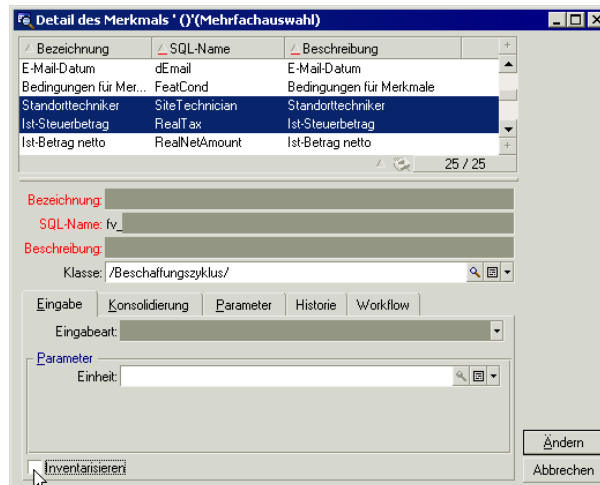 Detail des Merkmals ' ()'(Mehrfachauswahl)
Bezeichnung SQL-Name Beschreibung
E-Mail-Datum dEmail E-Mail-Datum
Bedingungen für Mer... FeatCond Bedingungen für Merkmale
Standorttechniker SiteTechnician Standorttechniker
Ist-Steuerbetrag RealTax Ist-Steuerbetrag
Ist-Betrag netto RealNetAmount Ist-Betrag netto
25 / 25
Bezeichnung:
SQL-Name: fv_
Beschreibung:
Klasse: /Beschaffungszyklus/
Eingabe Konsolidierung Parameter Historie Workflow
Eingabeart:
Parameter
Einheit:
Ändern
Inventarisieren Abbrechen